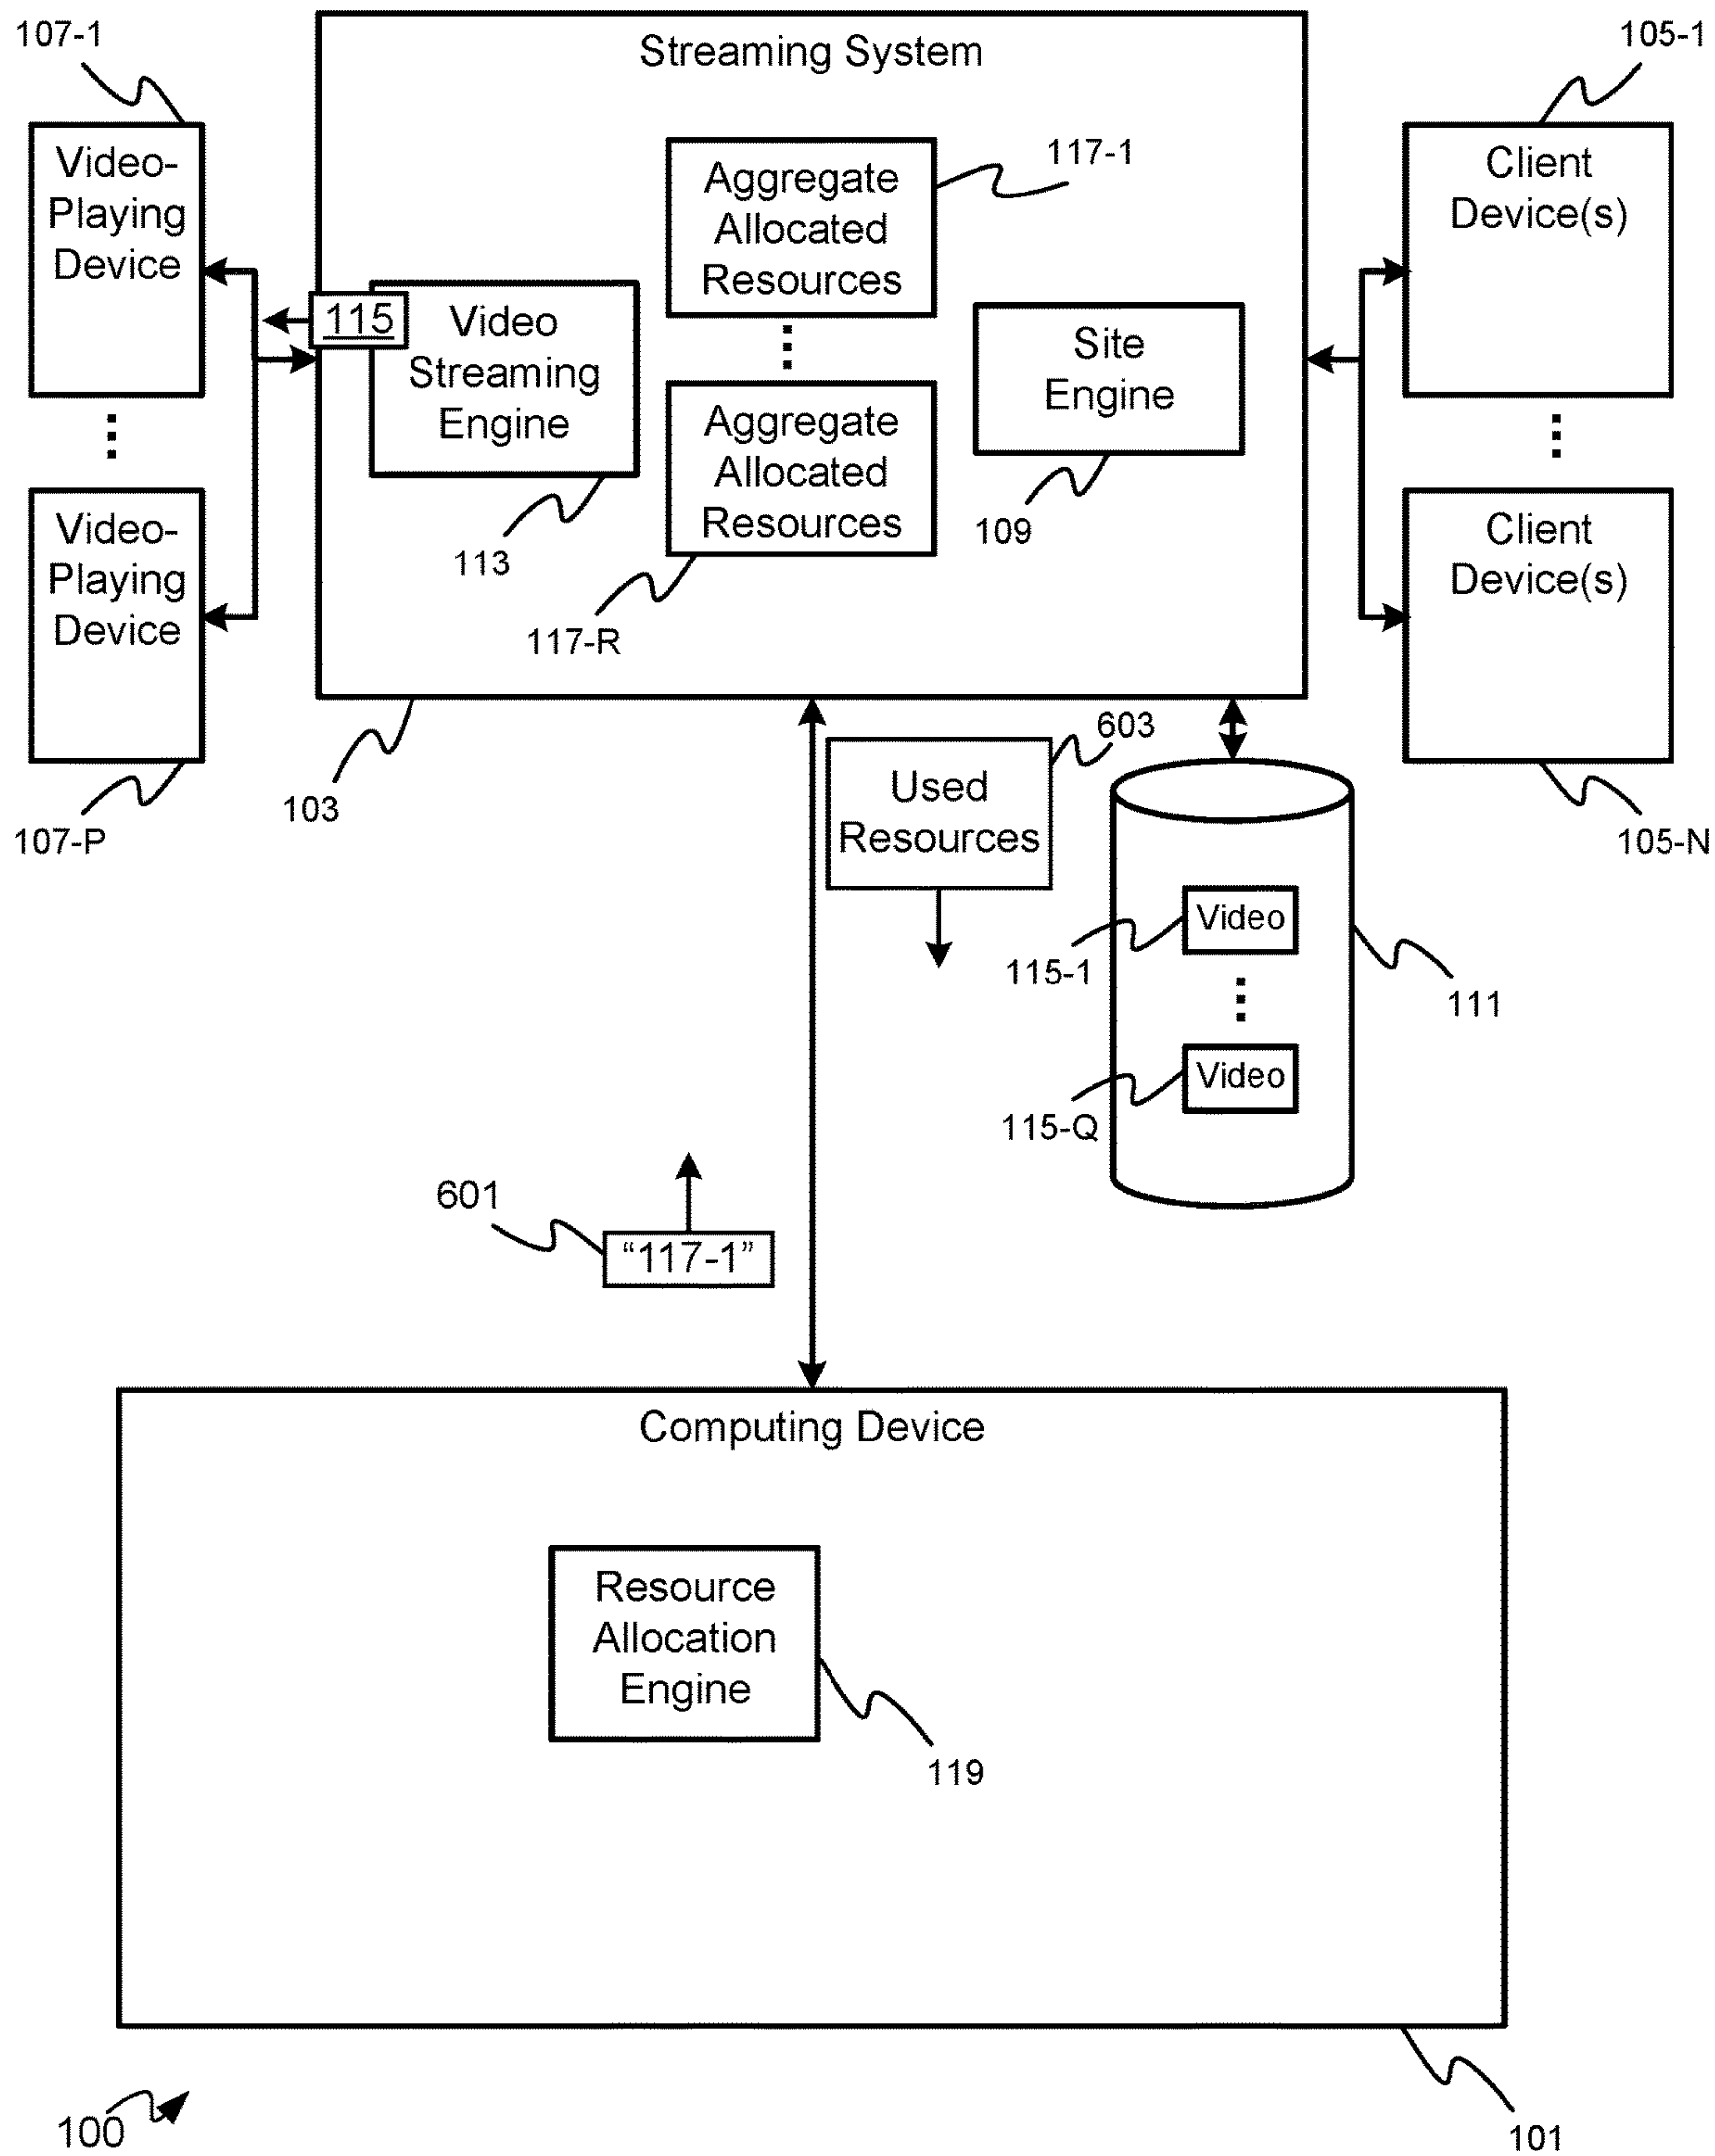 107-1
Streaming System
105-1
Video-
Playing
Device
Aggregate
Allocated
Resources
117-1
Client
Device(s)
115
Video
Streaming
Engine
Site
Engine
Aggregate
Allocated
Resources
113
109
117-R
Video-
Playing
Device
Client
Device(s)
107-P
103
Used
Resources
603
105-N
Video
115-1
111
Video
115-Q
601
“117-1”
Computing Device
Resource
Allocation
Engine
119
100
101